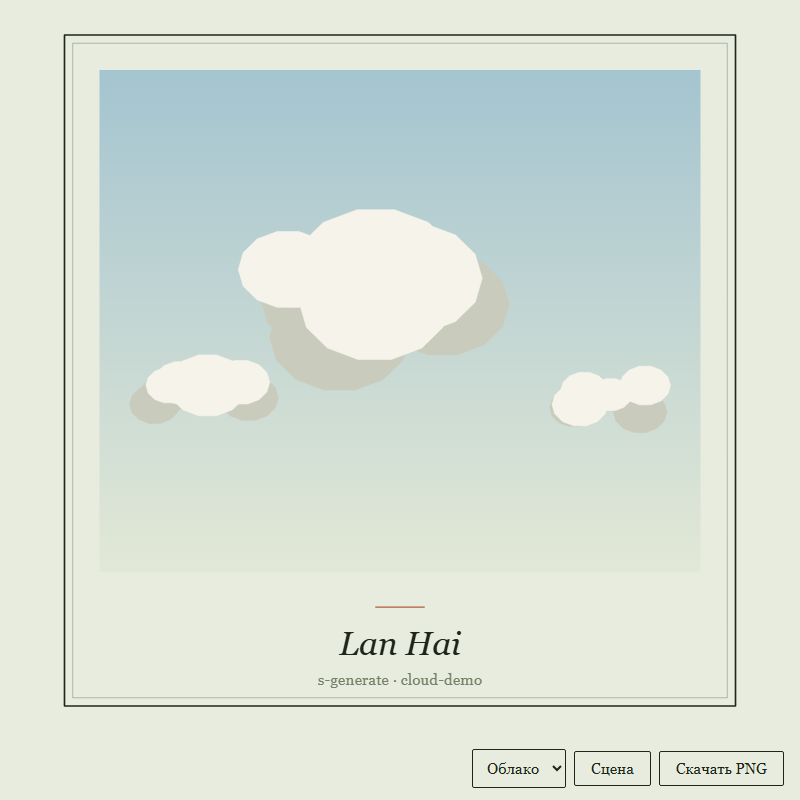 Lan Hai
s-generate · cloud-demo
Облако
Сцена
Скачать PNG